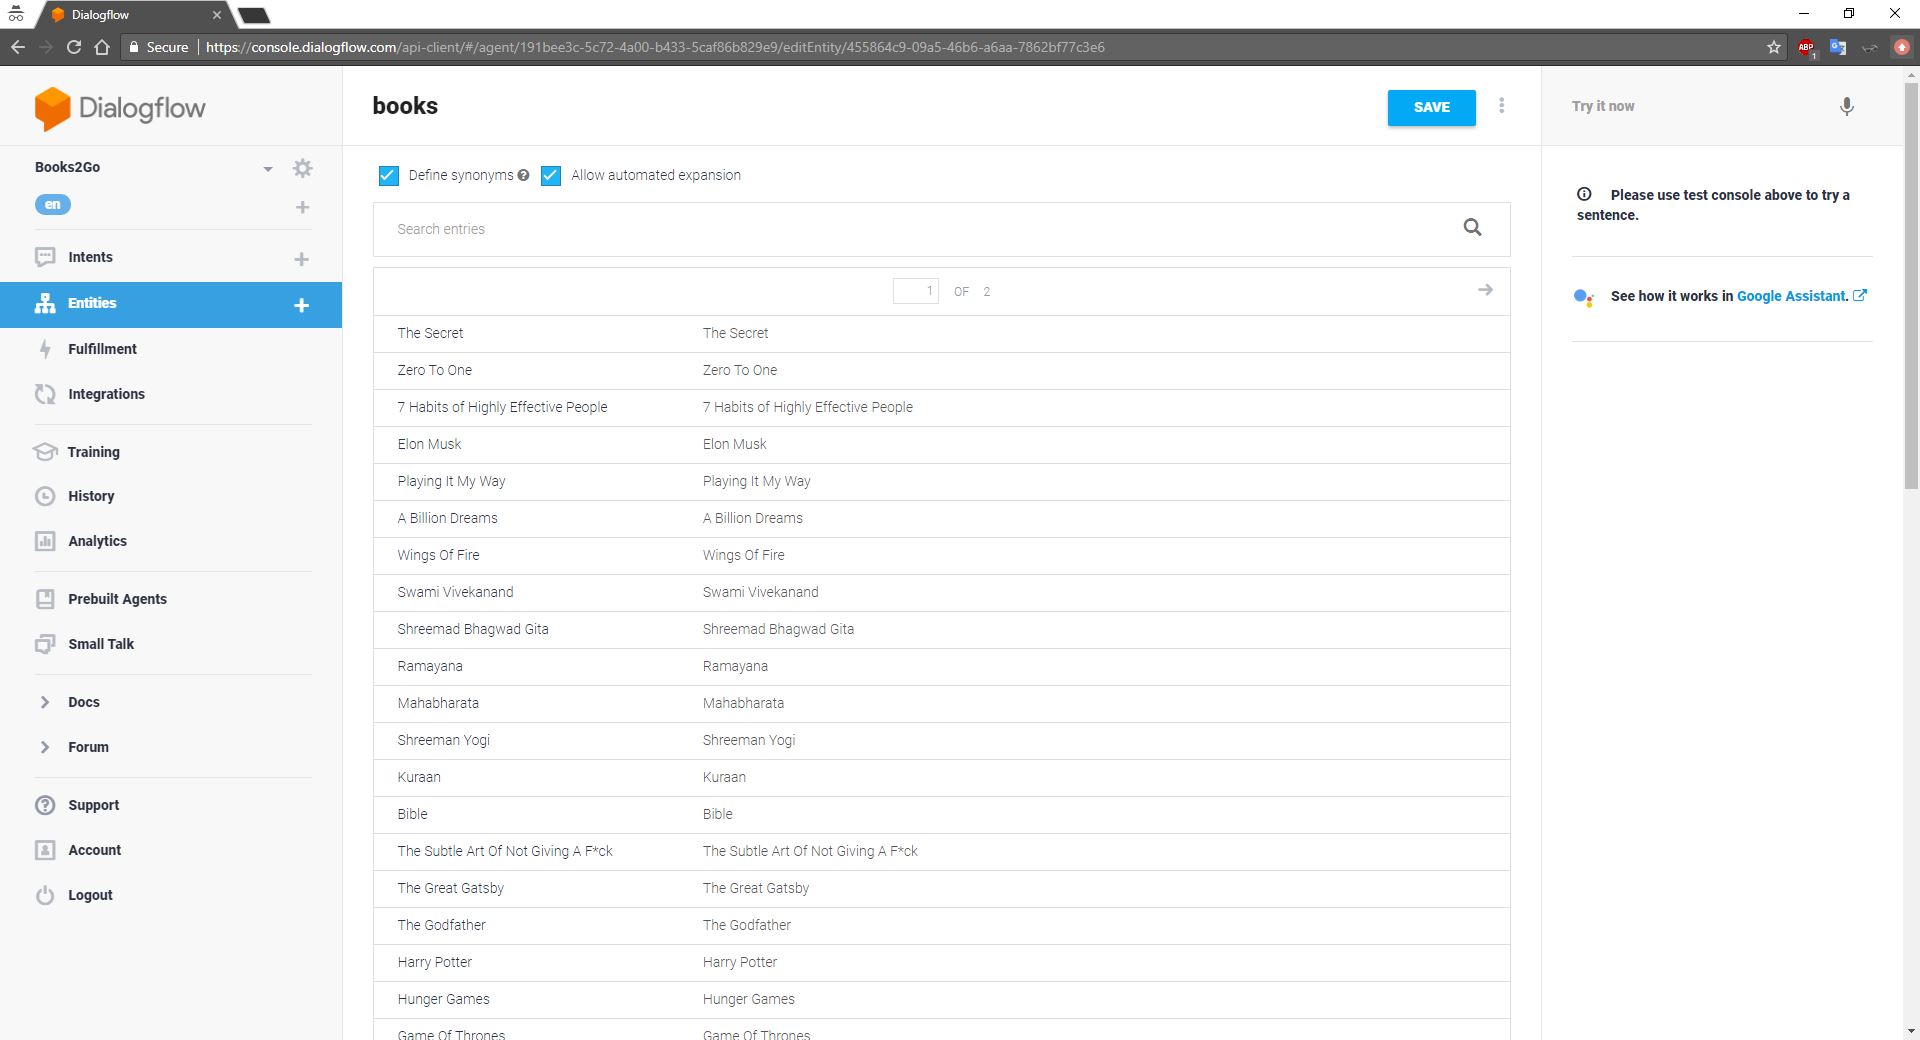 Dialogflow
Secure https://console.dialogflow.com/api-client/#/agent/191bee3c-5c72-4a00-b433-5caf86b829e9/editEntity/455864c9-09a5-46b6-a6aa-7862bf77c3e6
ABP
1
Dialogflow
Books2Go
en
Intents
Entities
Fulfillment
Integrations
Training
History
Analytics
Prebuilt Agents
Small Talk
Docs
Forum
Support
Account
Logout
books
SAVE
Define synonyms Allow automated expansion
Search entries
1 OF 2
The Secret The Secret
Zero To One Zero To One
7 Habits of Highly Effective People 7 Habits of Highly Effective People
Elon Musk Elon Musk
Playing It My Way Playing It My Way
A Billion Dreams A Billion Dreams
Wings Of Fire Wings Of Fire
Swami Vivekanand Swami Vivekanand
Shreemad Bhagwad Gita Shreemad Bhagwad Gita
Ramayana Ramayana
Mahabharata Mahabharata
Shreeman Yogi Shreeman Yogi
Kuraan Kuraan
Bible Bible
The Subtle Art Of Not Giving A F*ck The Subtle Art Of Not Giving A F*ck
The Great Gatsby The Great Gatsby
The Godfather The Godfather
Harry Potter Harry Potter
Hunger Games Hunger Games
Game Of Thrones Game Of Thrones
Try it now
Please use test console above to try a
sentence.
See how it works in Google Assistant.